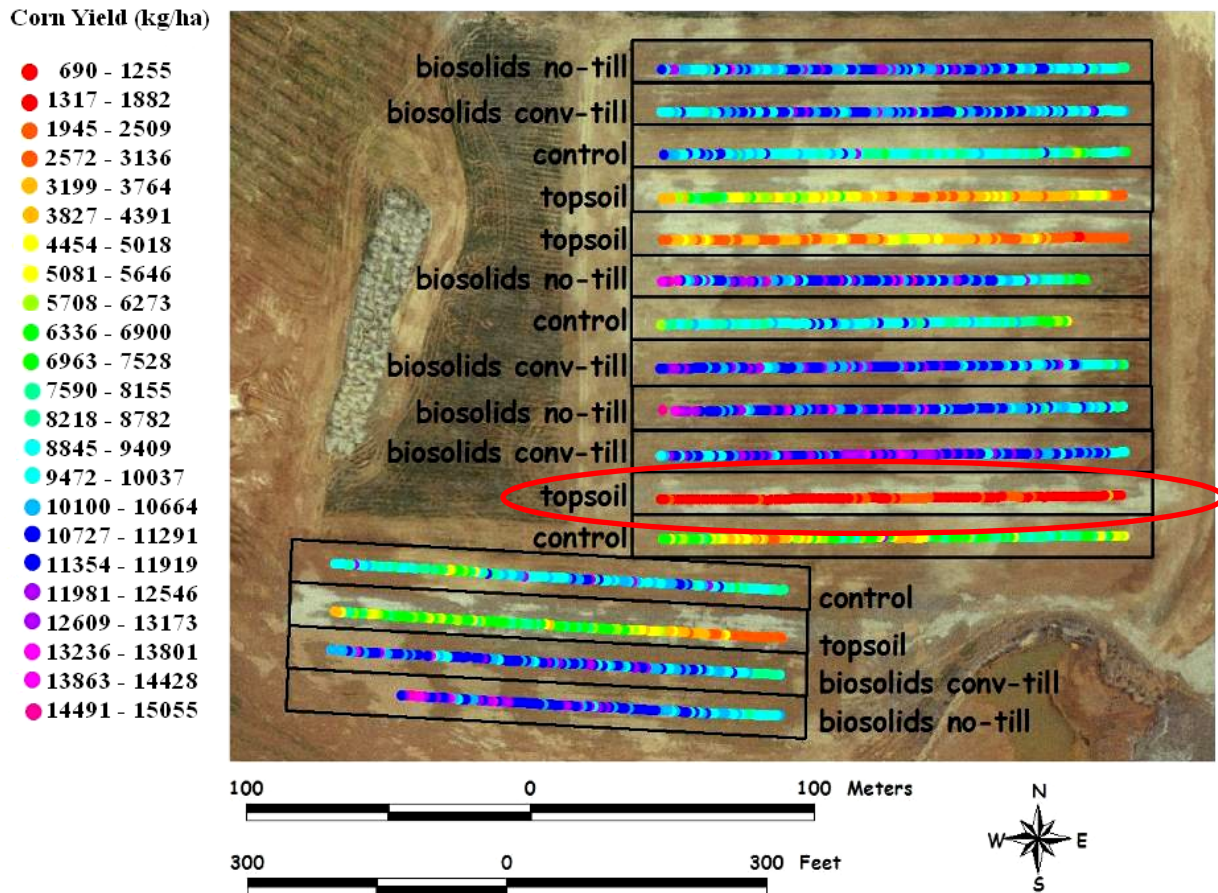 Corn Yield (kg/ha)
690 - 1255
1317 - 1882
1945 - 2509
2572 - 3136
3199 - 3764
3827 - 4391
4454 - 5018
5081 - 5646
5708 - 6273
6336 - 6900
6963 - 7528
7590 - 8155
8218 - 8782
8845 - 9409
9472 - 10037
10100 - 10664
10727 - 11291
11354 - 11919
11981 - 12546
12609 - 13173
13236 - 13801
13863 - 14428
14491 - 15055
biosolids no-till
biosolids conv-till
control
topsoil
topsoil
biosolids no-till
control
biosolids conv-till
biosolids no-till
biosolids conv-till
topsoil
control
control
topsoil
biosolids conv-till
biosolids no-till
100 0 100 Meters
300 0 300 Feet
N
W E
S